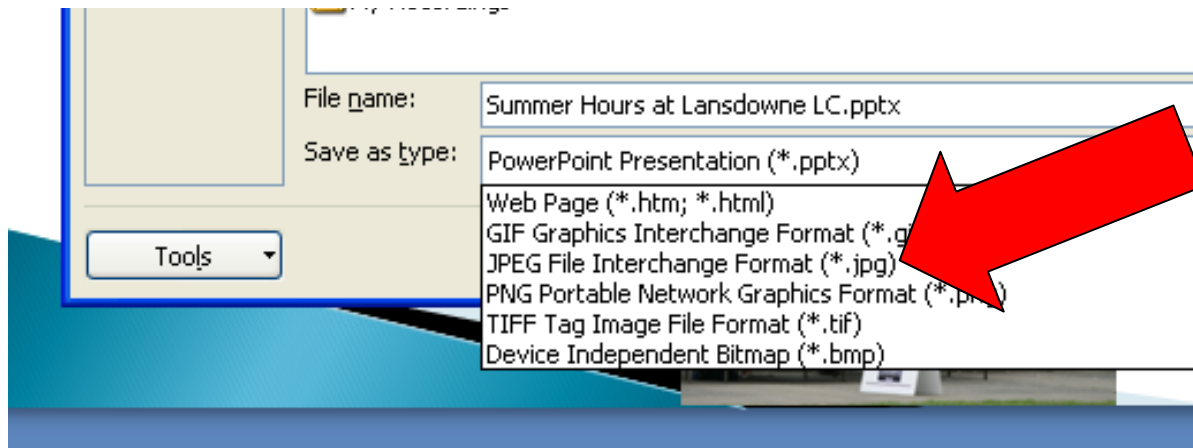 File name:
Summer Hours at Lansdowne LC.pptx
Save as type:
PowerPoint Presentation (*.pptx)
Web Page (*.htm; *.html)
GIF Graphics Interchange Format
JPEG File Interchange Format (*.jpg)
Tools
PNG Portable Network Graphics Format
TIFF Tag Image File Format (*.tif)
Device Independent Bitmap (*.bmp)